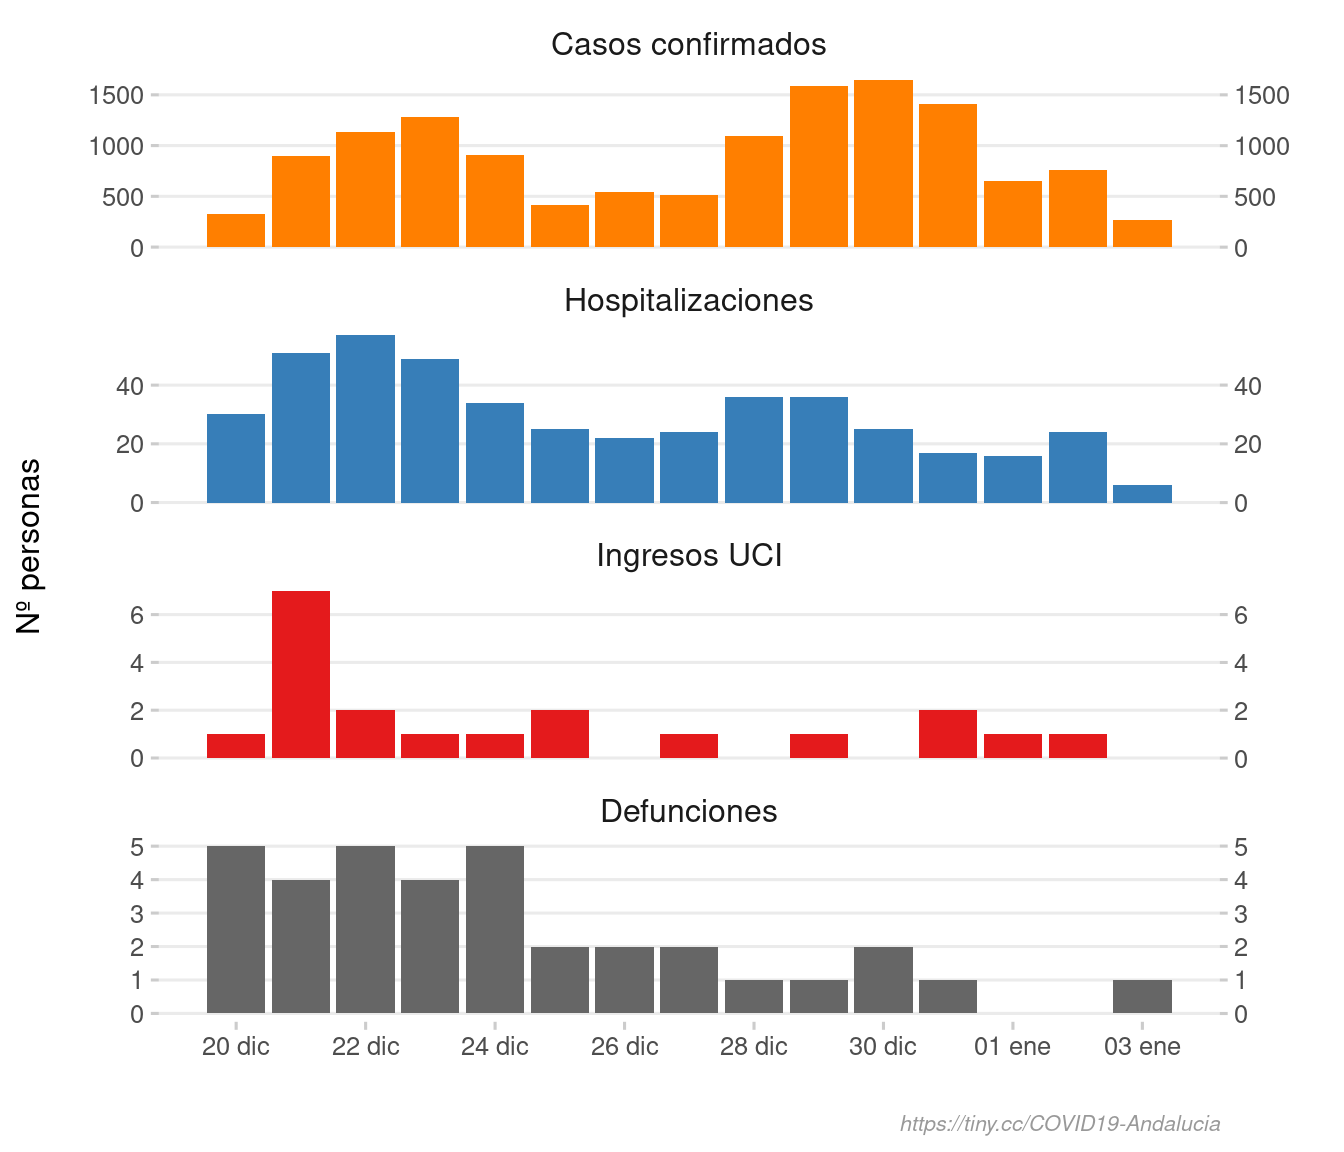 Casos confirmados
1500 1500
1000 1000
500 500
0 0
Hospitalizaciones
40 40
20 20
0 0
Nº personas
Ingresos UCI
6 6
4 4
2 2
0 0
Defunciones
5 5
4 4
3 3
2 2
1 1
0 0
20 dic 22 dic 24 dic 26 dic 28 dic 30 dic 01 ene 03 ene
https://tiny.cc/COVID19-Andalucia